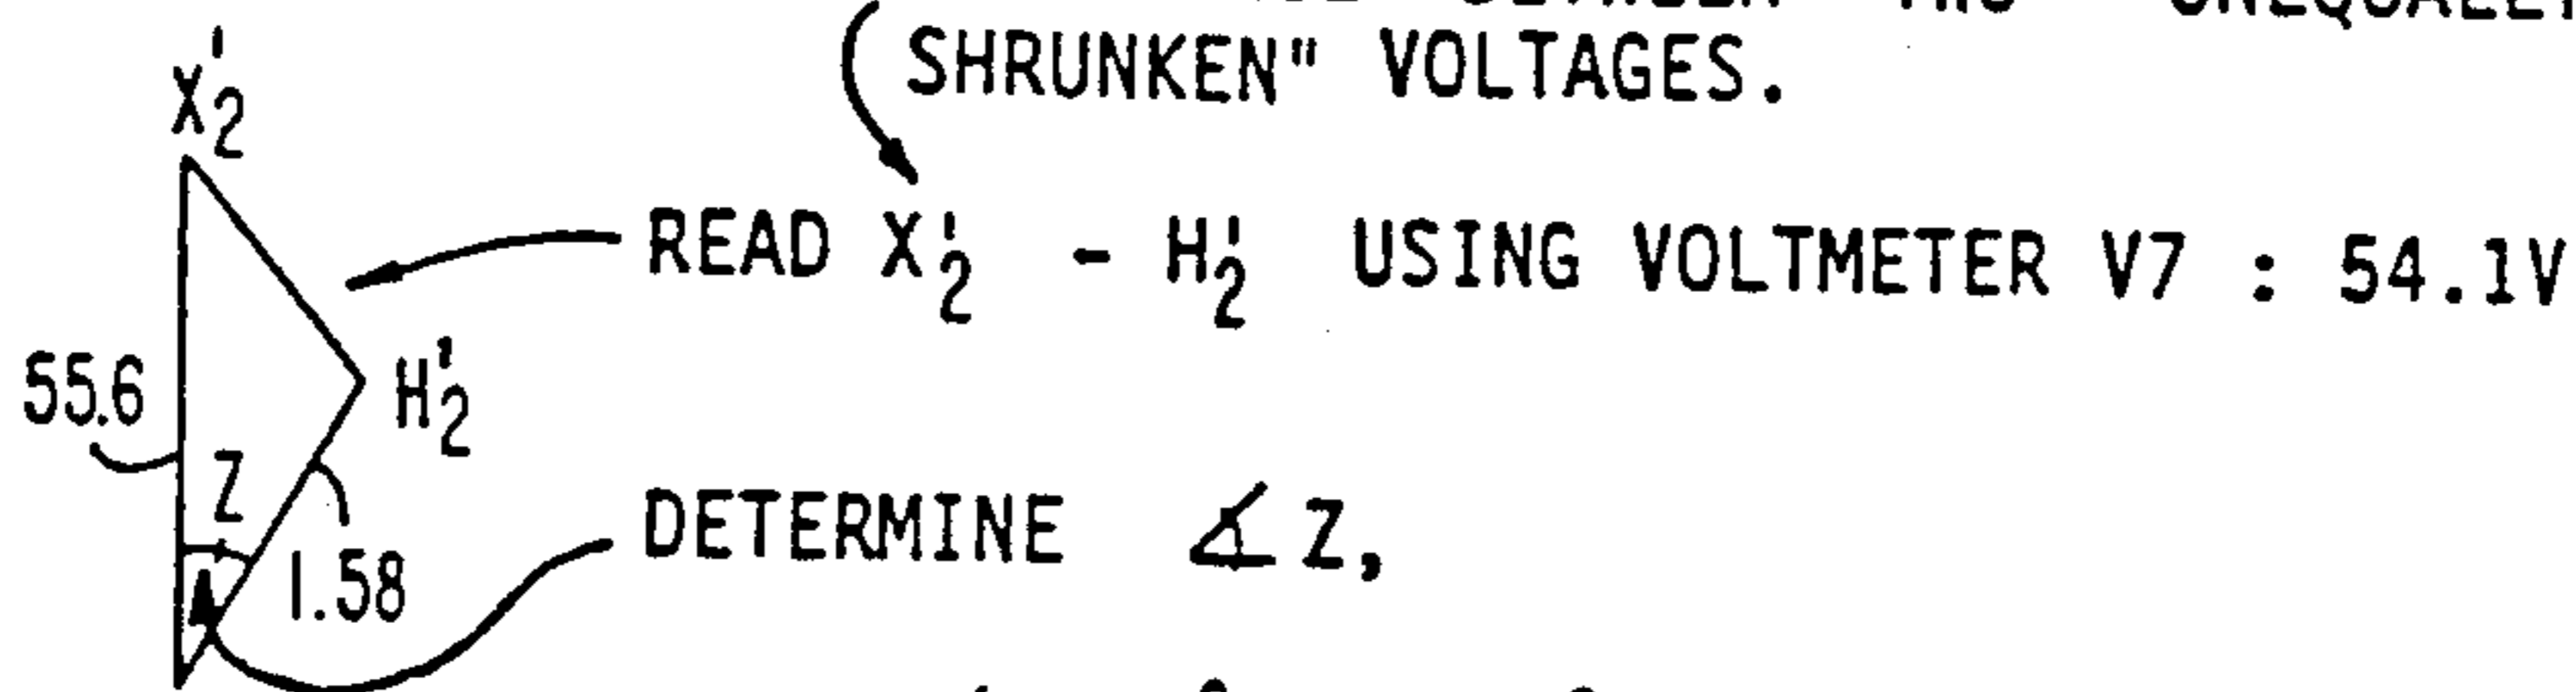 SHRUNKEN" VOLTAGES.
X'2
READ X'2 - H'2 USING VOLTMETER V7 : 54.1V
55.6
H'2
Z
1.58
DETERMINE ∡ Z,